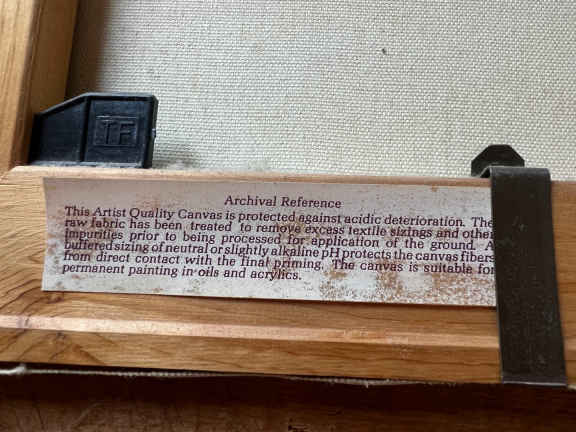 TF
Archival Reference
This Artist Quality Canvas is protected against acidic deterioration. The
raw fabric has been treated to remove excess textile sizings and other
impurities prior to being processed for application of the ground. A
buffered sizing of neutral or slightly alkaline pH protects the canvas fibers
from direct contact with the final priming. The canvas is suitable for
permanent painting in oils and acrylics.